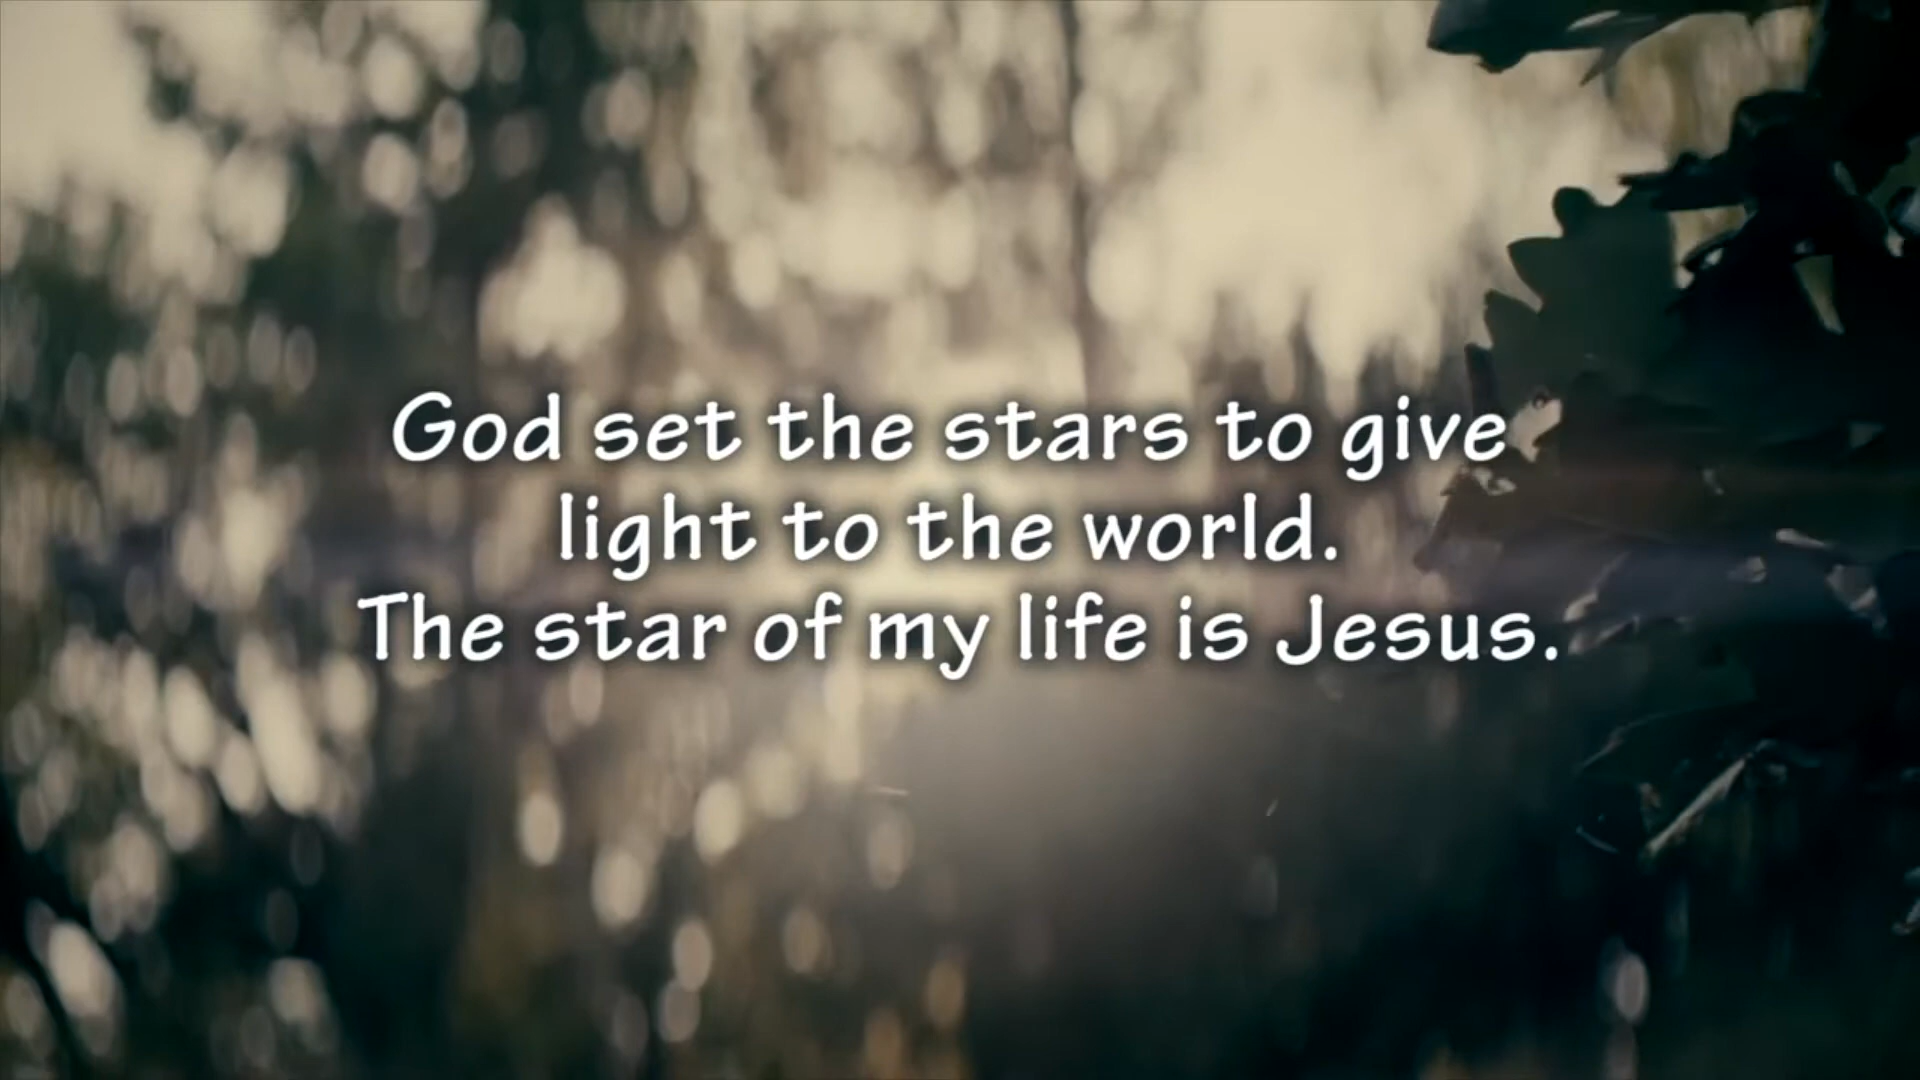 God set the stars to give
light to the world.
The star of my life is Jesus.